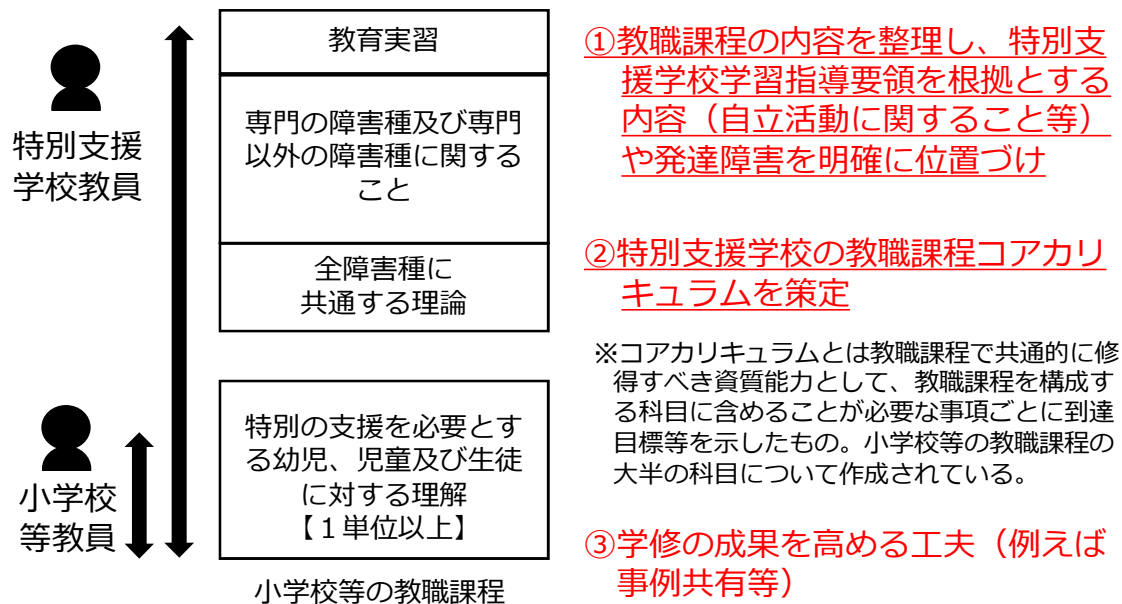 特別支援
学校教員
小学校
等教員
教育実習
専門の障害種及び専門
以外の障害種に関する
こと
全障害種に
共通する理論
特別の支援を必要とす
る幼児、児童及び生徒
に対する理解
【１単位以上】
小学校等の教職課程
①教職課程の内容を整理し、特別支
援学校学習指導要領を根拠とする
内容（自立活動に関すること等）
や発達障害を明確に位置づけ
②特別支援学校の教職課程コアカリ
キュラムを策定
※コアカリキュラムとは教職課程で共通的に修
得すべき資質能力として、教職課程を構成す
る科目に含めることが必要な事項ごとに到達
目標等を示したもの。小学校等の教職課程の
大半の科目について作成されている。
③学修の成果を高める工夫（例えば
事例共有等）